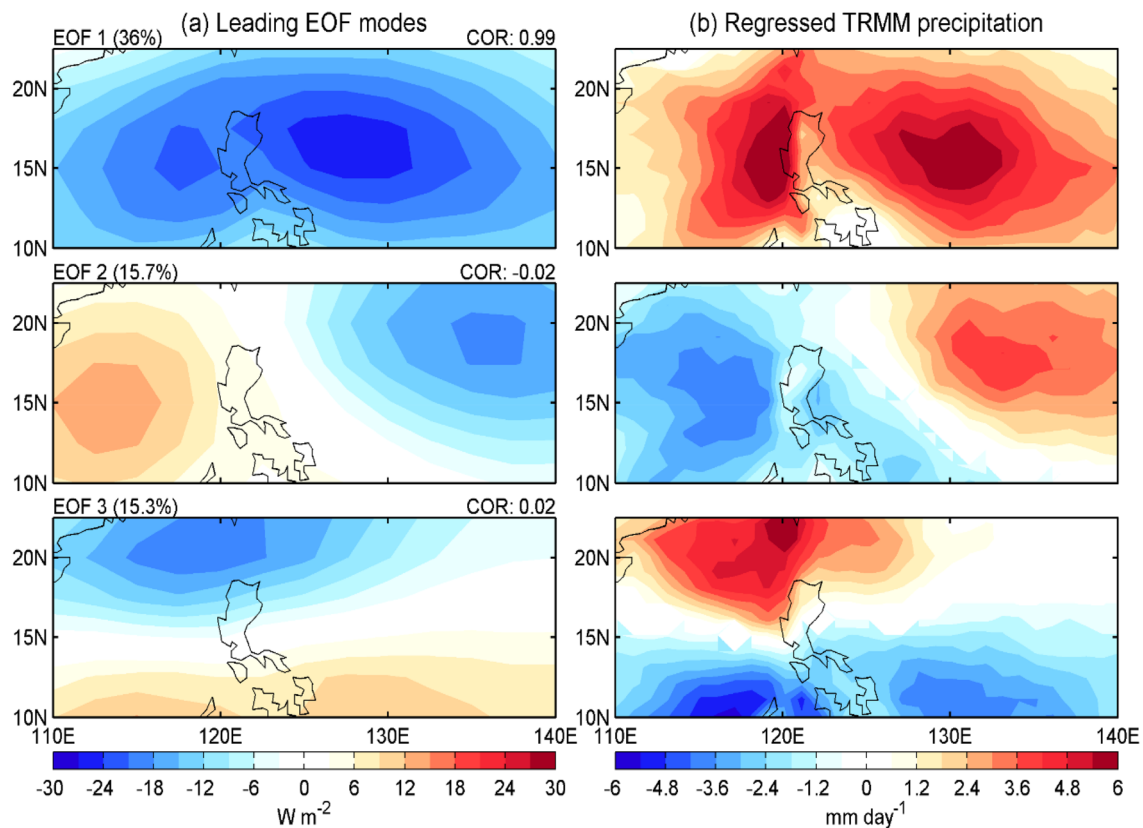 (a) Leading EOF modes
(b) Regressed TRMM precipitation
EOF 1 (36%)
COR: 0.99
20N
15N
10N
20N
15N
10N
EOF 2 (15.7%)
COR: -0.02
20N
15N
10N
20N
15N
10N
EOF 3 (15.3%)
COR: 0.02
20N
15N
10N
20N
15N
10N
110E 120E 130E 140E
110E 120E 130E 140E
-30 -24 -18 -12 -6 0 6 12 18 24 30
W m⁻²
-6 -4.8 -3.6 -2.4 -1.2 0 1.2 2.4 3.6 4.8 6
mm day⁻¹